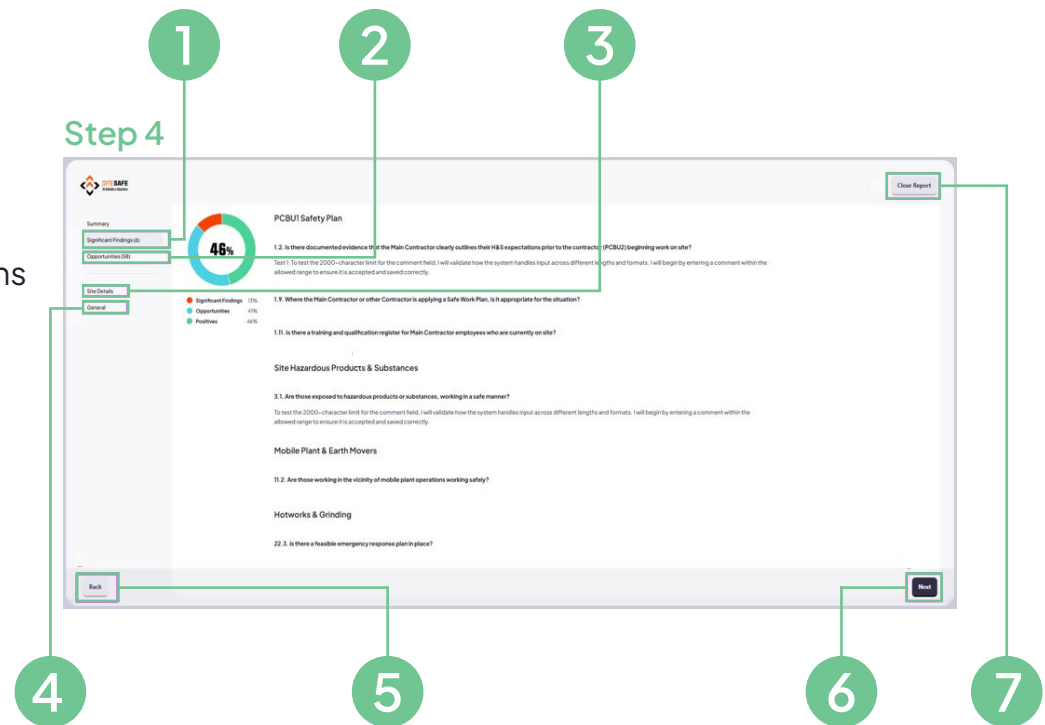 1
2
3
Step 4
ns
SITESAFE
Close Report
Summary
Significant Findings (6)
Opportunities (58)
Site Details
General
46%
Significant Findings 13%
Opportunities 41%
Positives 46%
PCBU1 Safety Plan
1.2. Is there documented evidence that the Main Contractor clearly outlines their H&S expectations prior to the contractor (PCBU2) beginning work on site?
Test 1: To test the 2000-character limit for the comment field, I will validate how the system handles input across different lengths and formats. I will begin by entering a comment within the
allowed range to ensure it is accepted and saved correctly.
1.9. Where the Main Contractor or other Contractor is applying a Safe Work Plan, is it appropriate for the situation?
1.11. Is there a training and qualification register for Main Contractor employees who are currently on site?
Site Hazardous Products & Substances
3.1. Are those exposed to hazardous products or substances, working in a safe manner?
To test the 2000-character limit for the comment field, I will validate how the system handles input across different lengths and formats. I will begin by entering a comment within the
allowed range to ensure it is accepted and saved correctly.
Mobile Plant & Earth Movers
11.2. Are those working in the vicinity of mobile plant operations working safely?
Hotworks & Grinding
22.3. Is there a feasible emergency response plan in place?
Back
Next
4
5
6
7